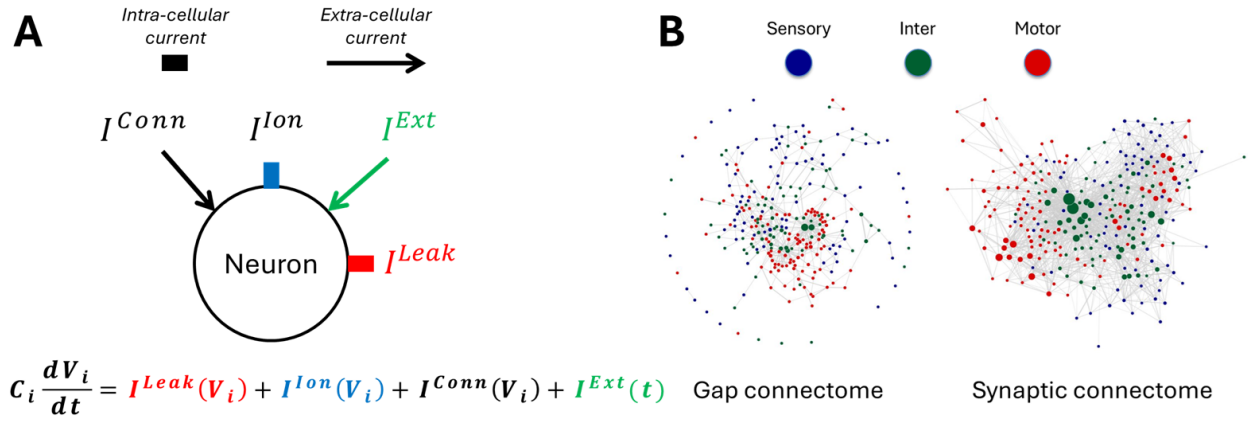 A
Intra-cellular
current
Extra-cellular
current
I^Conn
I^Ion
I^Ext
Neuron
I^Leak
C_i dV_i/dt = I^Leak(V_i) + I^Ion(V_i) + I^Conn(V_i) + I^Ext(t)
B
Sensory
Inter
Motor
Gap connectome
Synaptic connectome